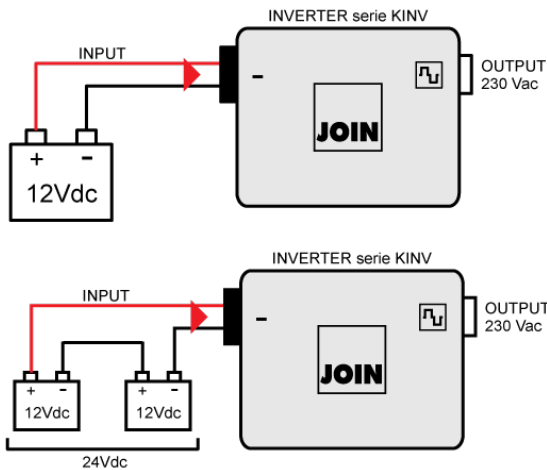 INVERTER serie KINV
INPUT
OUTPUT
230 Vac
-
JOIN
+ -
12Vdc
INVERTER serie KINV
INPUT
OUTPUT
230 Vac
-
JOIN
+ - + -
12Vdc 12Vdc
24Vdc